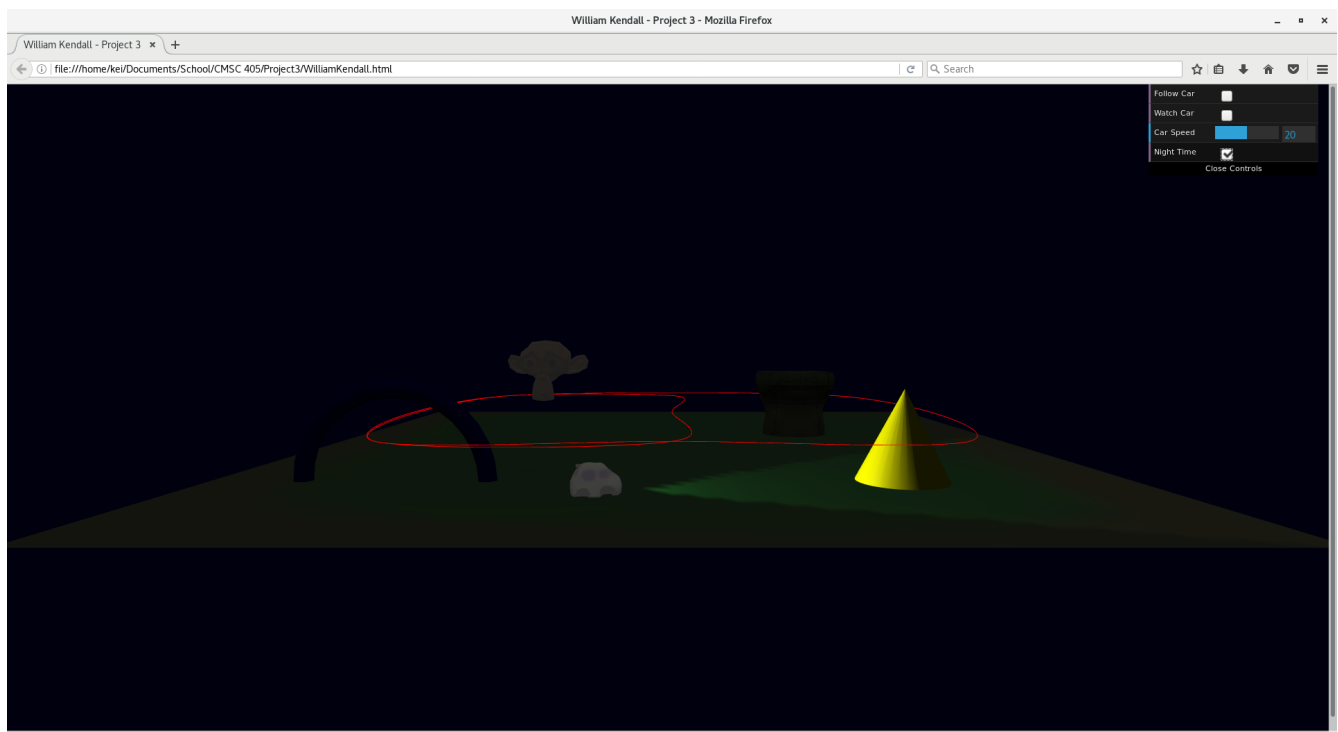 William Kendall - Project 3 - Mozilla Firefox
William Kendall - Project 3
file:///home/kei/Documents/School/CMSC 405/Project3/WilliamKendall.html
Search
Follow Car
Watch Car
Car Speed 20
Night Time
Close Controls